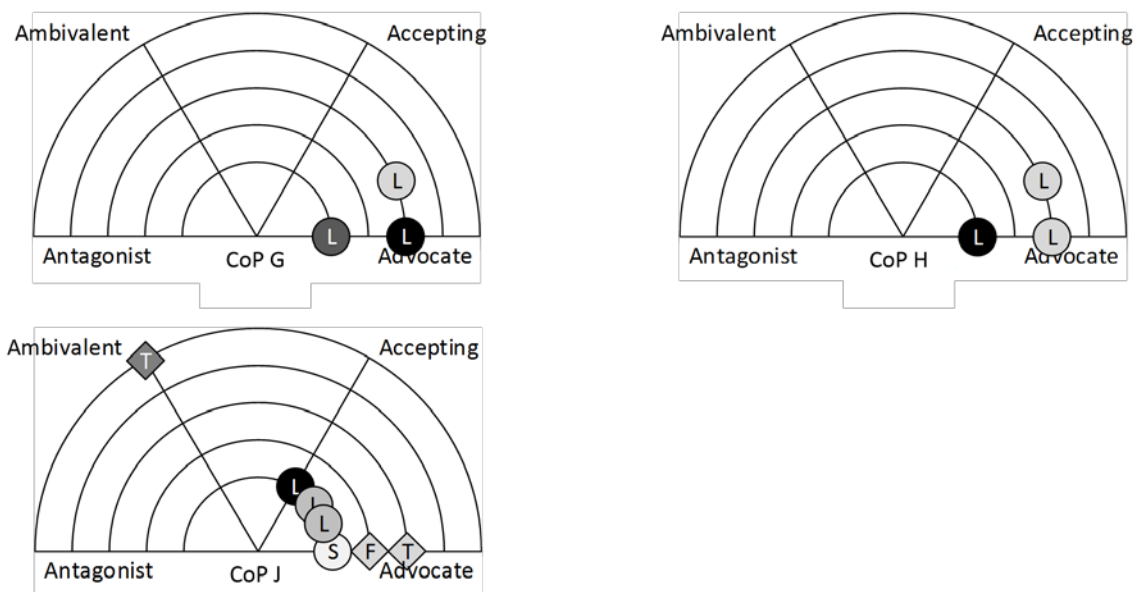 Ambivalent Accepting
L
L L
Antagonist CoP G Advocate
Ambivalent Accepting
L
L L
Antagonist CoP H Advocate
Ambivalent Accepting
T
L
L
L
S F T
Antagonist CoP J Advocate